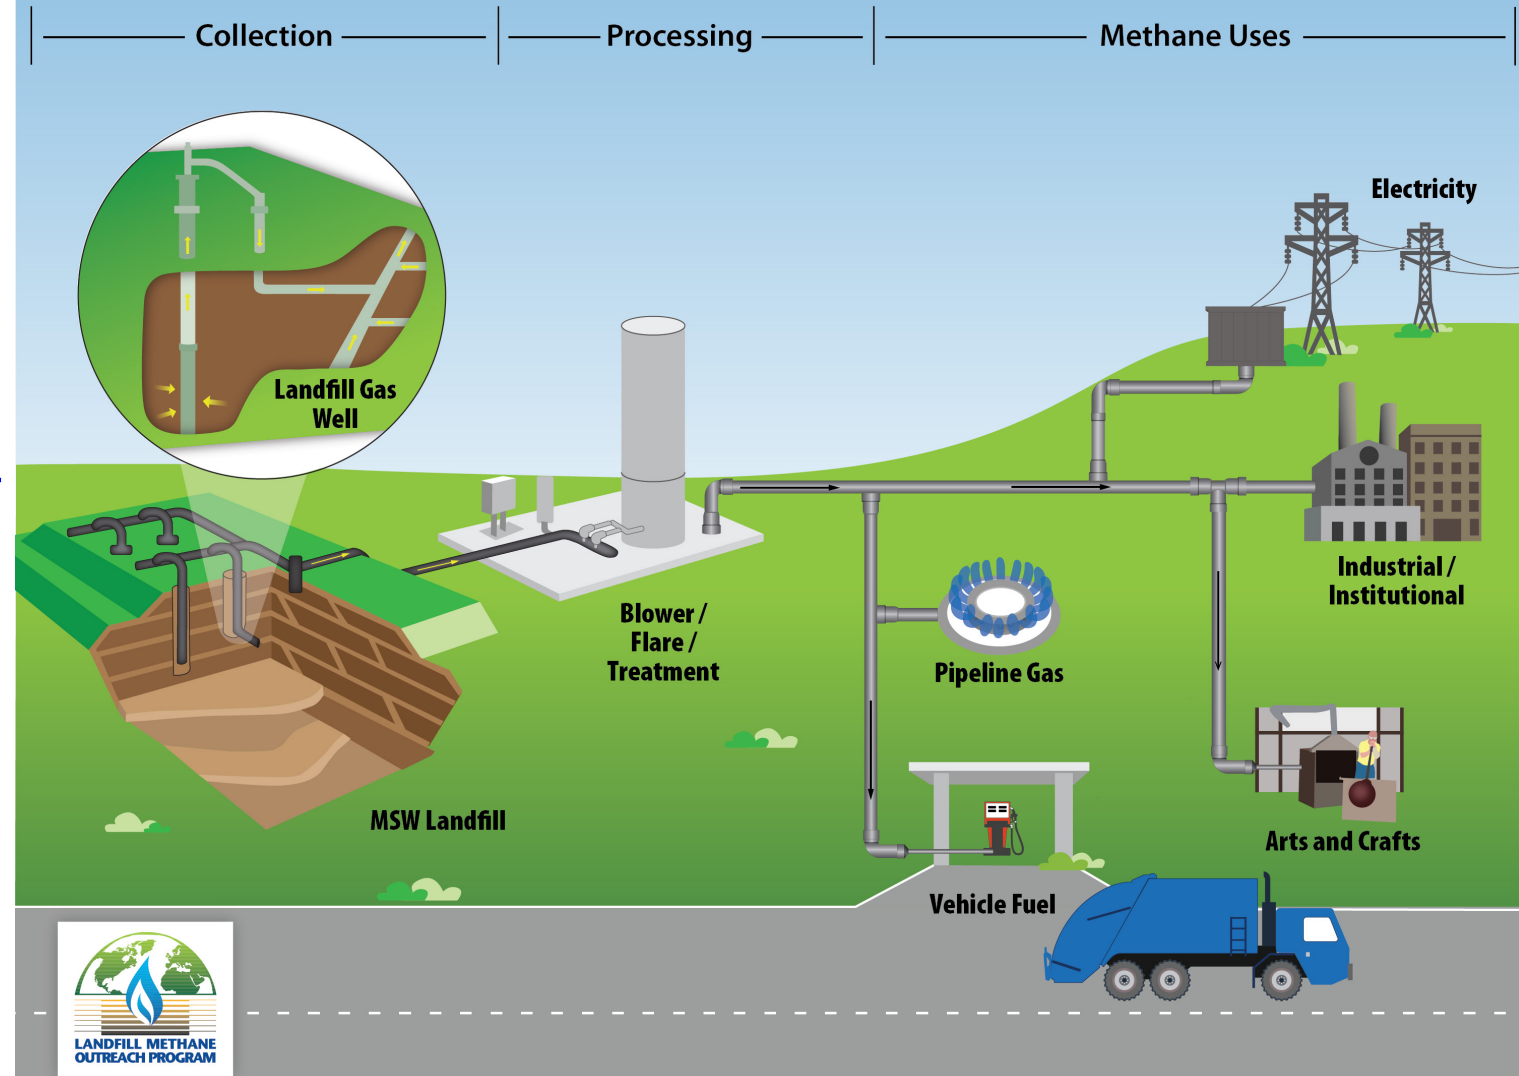 Collection
Processing
Methane Uses
Electricity
Landfill Gas
Well
Industrial /
Institutional
Blower /
Flare /
Treatment
Pipeline Gas
MSW Landfill
Arts and Crafts
Vehicle Fuel
LANDFILL METHANE
OUTREACH PROGRAM